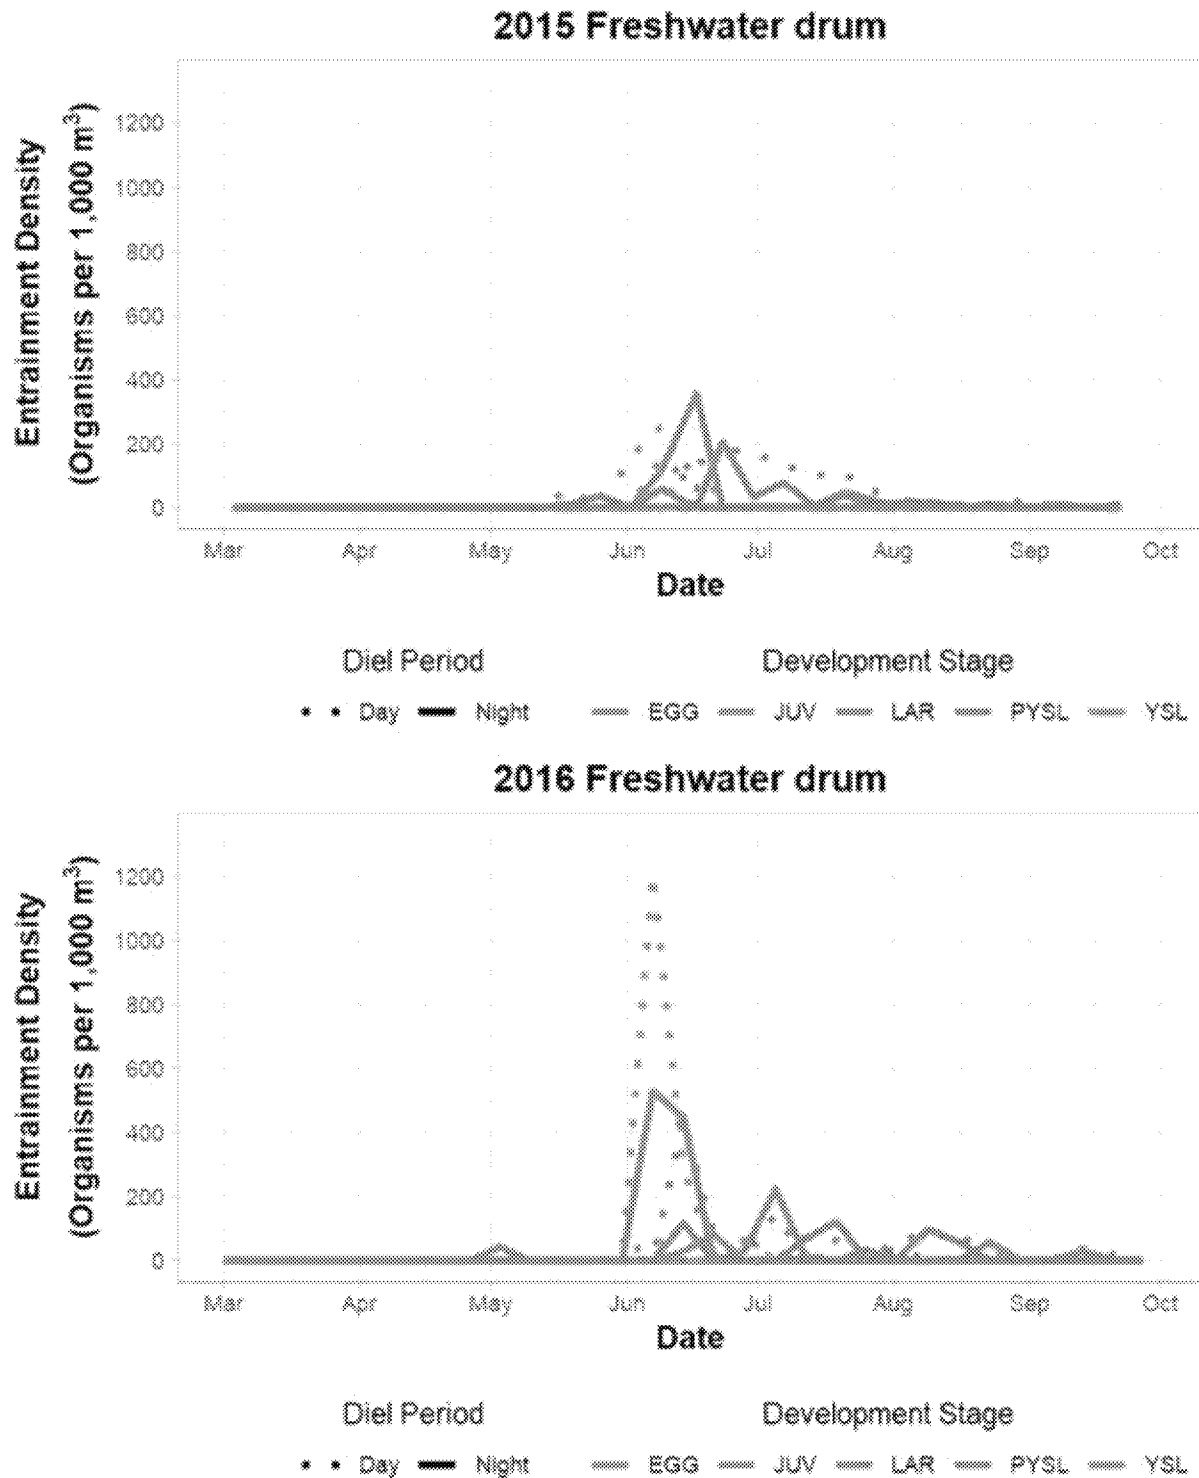 2015 Freshwater drum
Entrainment Density
(Organisms per 1,000 m³)
1200
1000
800
600
400
200
0
Mar Apr May Jun Jul Aug Sep Oct
Date
Diel Period Development Stage
Day Night EGG JUV LAR PYSL YSL
2016 Freshwater drum
Entrainment Density
(Organisms per 1,000 m³)
1200
1000
800
600
400
200
0
Mar Apr May Jun Jul Aug Sep Oct
Date
Diel Period Development Stage
Day Night EGG JUV LAR PYSL YSL